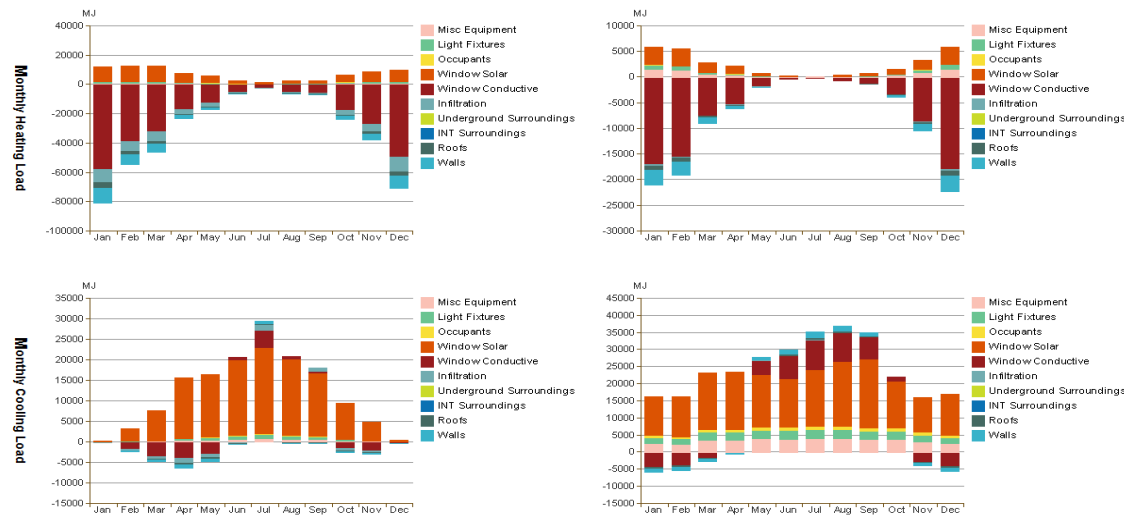 MJ
40000
20000
0
-20000
-40000
-60000
-80000
-100000
Jan Feb Mar Apr May Jun Jul Aug Sep Oct Nov Dec
Misc Equipment
Light Fixtures
Occupants
Window Solar
Window Conductive
Infiltration
Underground Surroundings
INT Surroundings
Roofs
Walls
Monthly Heating Load
MJ
10000
5000
0
-5000
-10000
-15000
-20000
-25000
-30000
Jan Feb Mar Apr May Jun Jul Aug Sep Oct Nov Dec
Misc Equipment
Light Fixtures
Occupants
Window Solar
Window Conductive
Infiltration
Underground Surroundings
INT Surroundings
Roofs
Walls
MJ
35000
30000
25000
20000
15000
10000
5000
0
-5000
-10000
-15000
Jan Feb Mar Apr May Jun Jul Aug Sep Oct Nov Dec
Misc Equipment
Light Fixtures
Occupants
Window Solar
Window Conductive
Infiltration
Underground Surroundings
INT Surroundings
Roofs
Walls
Monthly Cooling Load
MJ
45000
40000
35000
30000
25000
20000
15000
10000
5000
0
-5000
-10000
-15000
Jan Feb Mar Apr May Jun Jul Aug Sep Oct Nov Dec
Misc Equipment
Light Fixtures
Occupants
Window Solar
Window Conductive
Infiltration
Underground Surroundings
INT Surroundings
Roofs
Walls